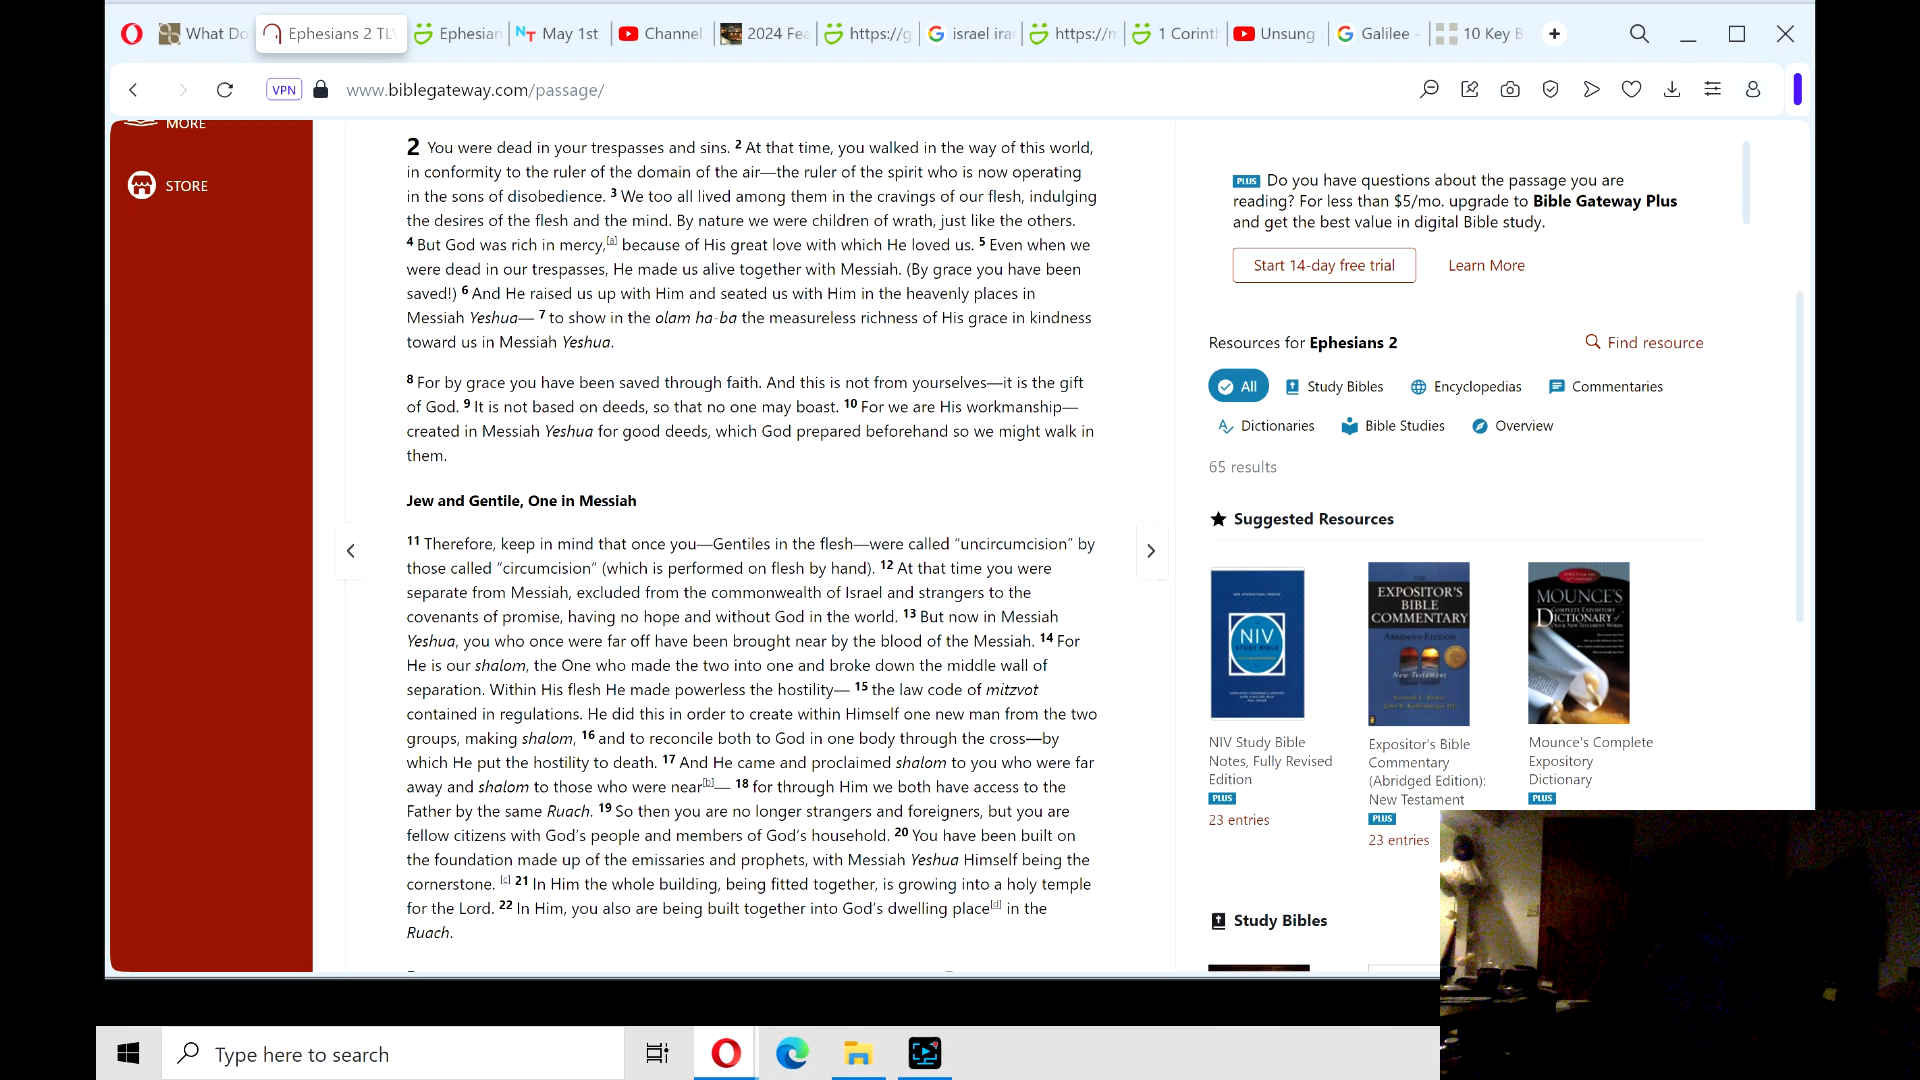 What Do
Ephesians 2 TLV
Ephesian
NT May 1st
Channel
2024 Fea
https://g
israel ira
https://m
1 Corint
Unsung
Galilee -
10 Key B
VPN
www.biblegateway.com/passage/
MORE
STORE
2 You were dead in your trespasses and sins. 2 At that time, you walked in the way of this world,
in conformity to the ruler of the domain of the air—the ruler of the spirit who is now operating
in the sons of disobedience. 3 We too all lived among them in the cravings of our flesh, indulging
the desires of the flesh and the mind. By nature we were children of wrath, just like the others.
4 But God was rich in mercy,[a] because of His great love with which He loved us. 5 Even when we
were dead in our trespasses, He made us alive together with Messiah. (By grace you have been
saved!) 6 And He raised us up with Him and seated us with Him in the heavenly places in
Messiah Yeshua— 7 to show in the olam ha-ba the measureless richness of His grace in kindness
toward us in Messiah Yeshua.
8 For by grace you have been saved through faith. And this is not from yourselves—it is the gift
of God. 9 It is not based on deeds, so that no one may boast. 10 For we are His workmanship—
created in Messiah Yeshua for good deeds, which God prepared beforehand so we might walk in
them.
Jew and Gentile, One in Messiah
11 Therefore, keep in mind that once you—Gentiles in the flesh—were called “uncircumcision” by
those called “circumcision” (which is performed on flesh by hand). 12 At that time you were
separate from Messiah, excluded from the commonwealth of Israel and strangers to the
covenants of promise, having no hope and without God in the world. 13 But now in Messiah
Yeshua, you who once were far off have been brought near by the blood of the Messiah. 14 For
He is our shalom, the One who made the two into one and broke down the middle wall of
separation. Within His flesh He made powerless the hostility— 15 the law code of mitzvot
contained in regulations. He did this in order to create within Himself one new man from the two
groups, making shalom, 16 and to reconcile both to God in one body through the cross—by
which He put the hostility to death. 17 And He came and proclaimed shalom to you who were far
away and shalom to those who were near[b]— 18 for through Him we both have access to the
Father by the same Ruach. 19 So then you are no longer strangers and foreigners, but you are
fellow citizens with God’s people and members of God’s household. 20 You have been built on
the foundation made up of the emissaries and prophets, with Messiah Yeshua Himself being the
cornerstone. [c] 21 In Him the whole building, being fitted together, is growing into a holy temple
for the Lord. 22 In Him, you also are being built together into God’s dwelling place[d] in the
Ruach.
PLUS Do you have questions about the passage you are
reading? For less than $5/mo. upgrade to Bible Gateway Plus
and get the best value in digital Bible study.
Start 14-day free trial
Learn More
Resources for Ephesians 2
Find resource
All
Study Bibles
Encyclopedias
Commentaries
Dictionaries
Bible Studies
Overview
65 results
Suggested Resources
NIV
STUDY BIBLE
THE
EXPOSITOR'S
BIBLE
COMMENTARY
ABRIDGED EDITION
New Testament
MOUNCE'S
COMPLETE EXPOSITORY
DICTIONARY
NIV Study Bible
Notes, Fully Revised
Edition
PLUS
23 entries
Expositor's Bible
Commentary
(Abridged Edition):
New Testament
PLUS
23 entries
Mounce's Complete
Expository
Dictionary
PLUS
Study Bibles
Type here to search